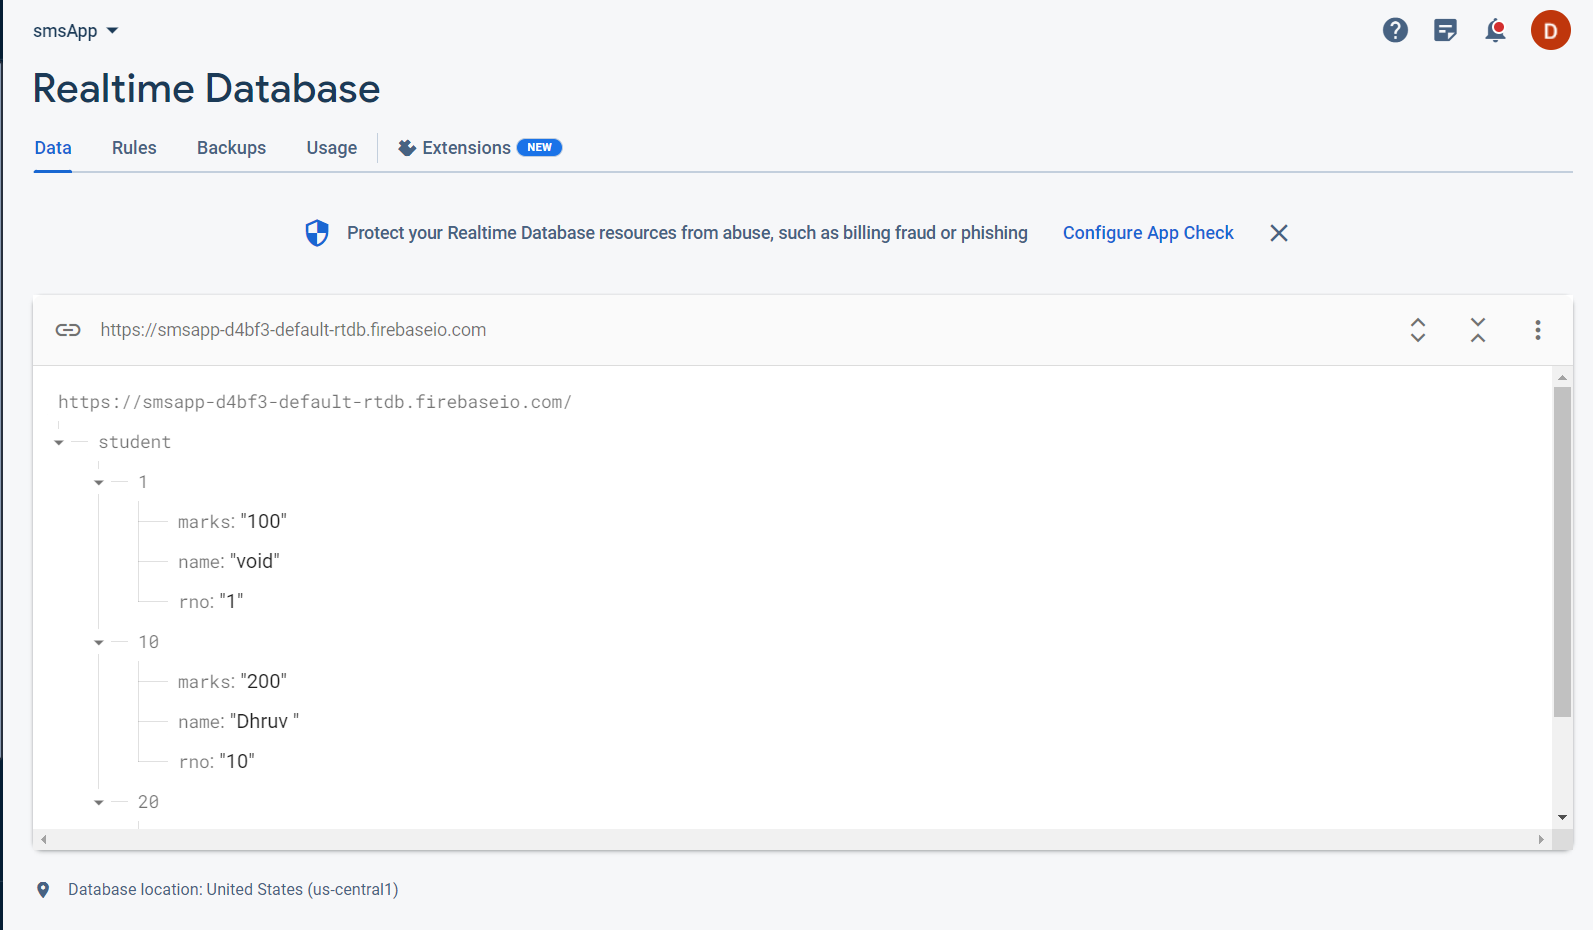 smsApp
D
Realtime Database
Data Rules Backups Usage Extensions NEW
Protect your Realtime Database resources from abuse, such as billing fraud or phishing Configure App Check
https://smsapp-d4bf3-default-rtdb.firebaseio.com
https://smsapp-d4bf3-default-rtdb.firebaseio.com/
student
1
marks: "100"
name: "void"
rno: "1"
10
marks: "200"
name: "Dhruv "
rno: "10"
20
Database location: United States (us-central1)